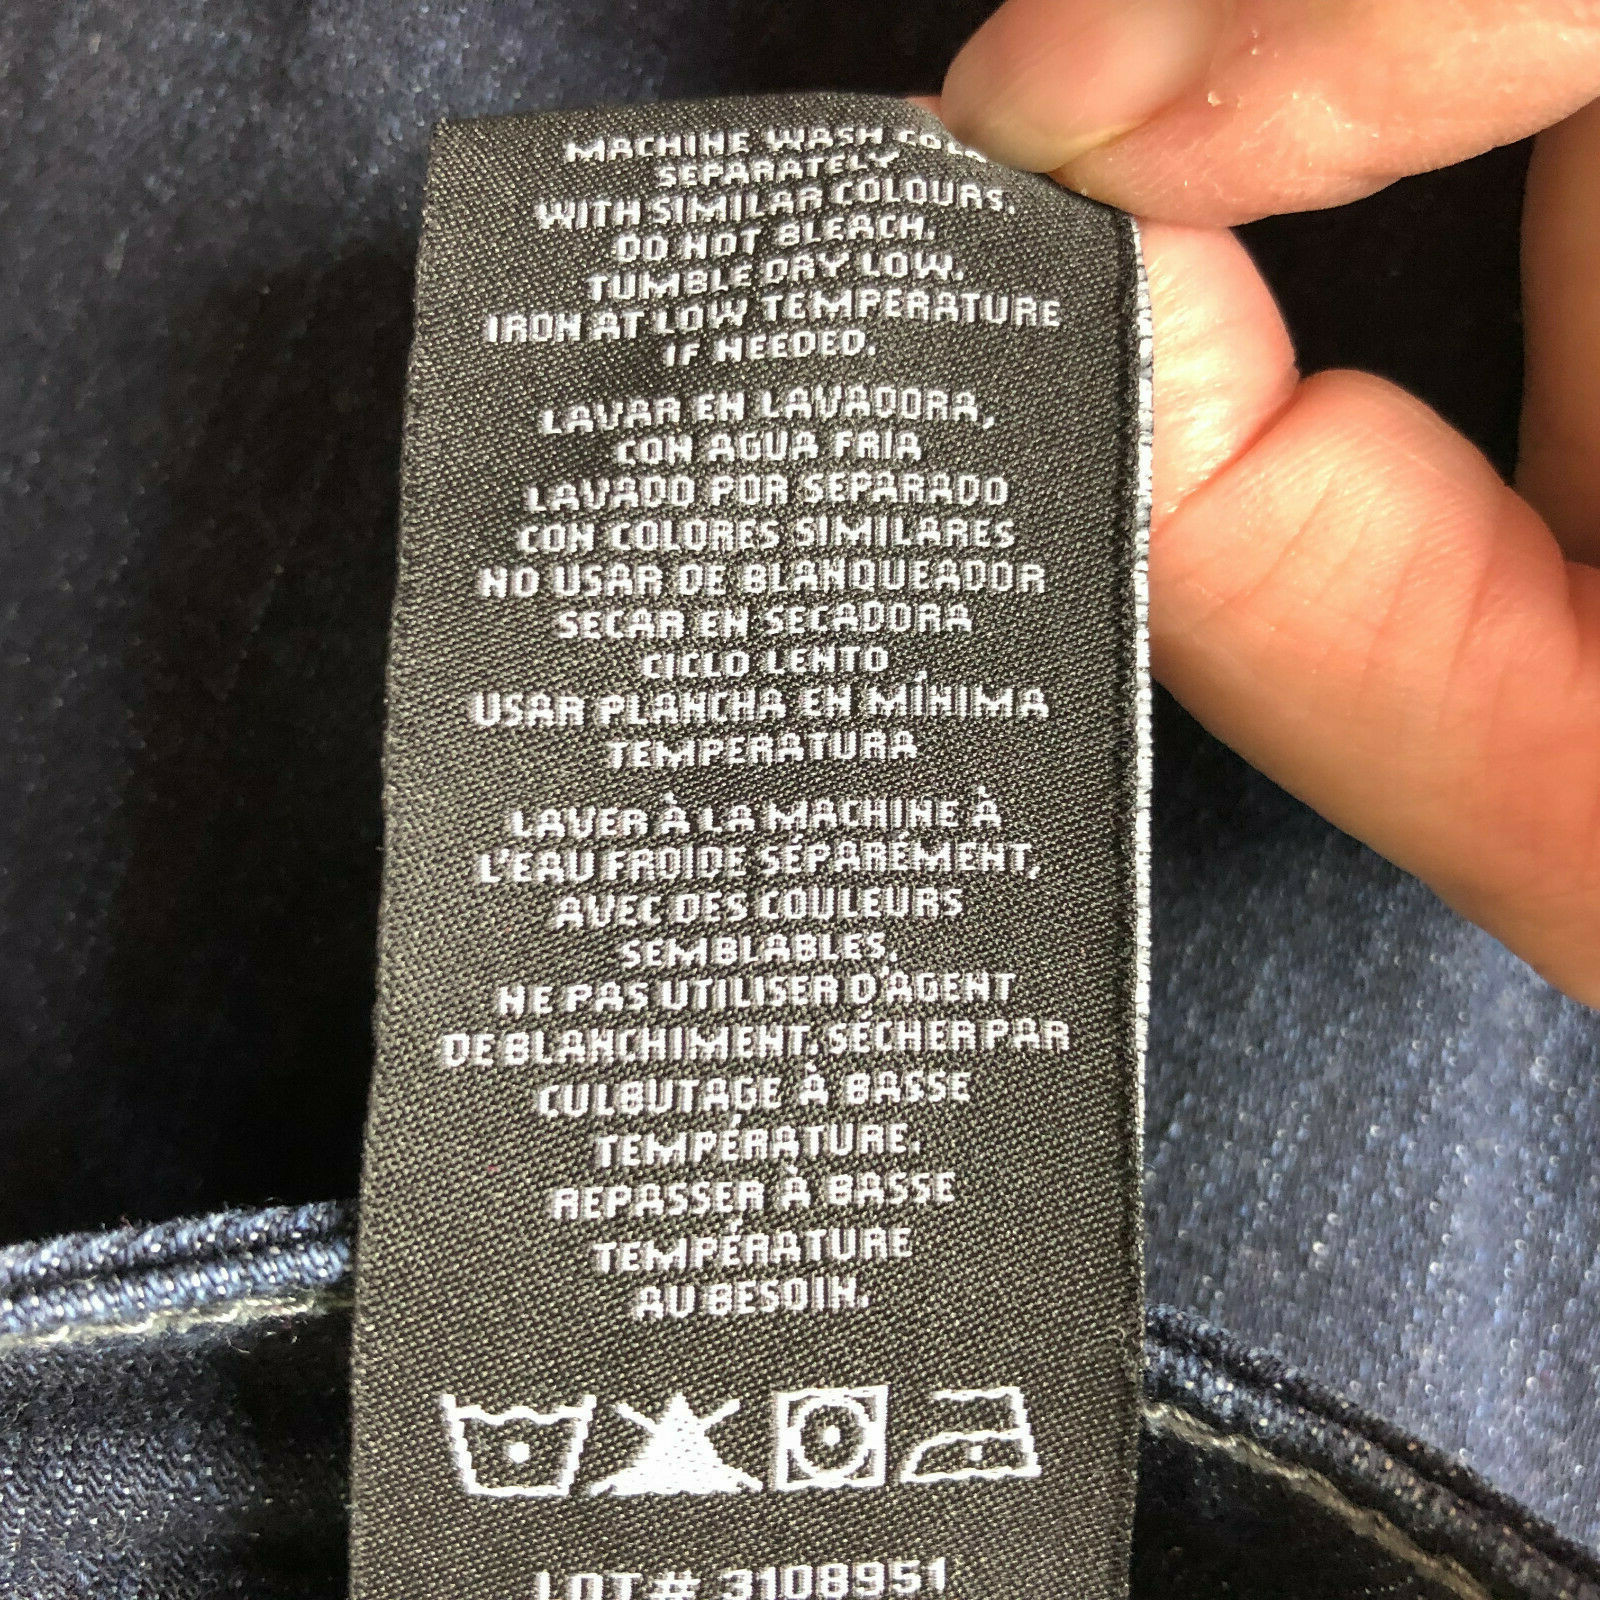 MACHINE WASH COLD
SEPARATELY
WITH SIMILAR COLOURS.
DO NOT BLEACH.
TUMBLE DRY LOW.
IRON AT LOW TEMPERATURE
IF NEEDED.
LAVAR EN LAVADORA,
CON AGUA FRIA
LAVADO POR SEPARADO
CON COLORES SIMILARES
NO USAR DE BLANQUEADOR
SECAR EN SECADORA
CICLO LENTO
USAR PLANCHA EN MÍNIMA
TEMPERATURA
LAVER À LA MACHINE À
L'EAU FROIDE SÉPARÉMENT,
AVEC DES COULEURS
SEMBLABLES.
NE PAS UTILISER D'AGENT
DE BLANCHIMENT, SÉCHER PAR
CULBUTAGE À BASSE
TEMPÉRATURE.
REPASSER À BASSE
TEMPÉRATURE
AU BESOIN.
LOT# 3108951